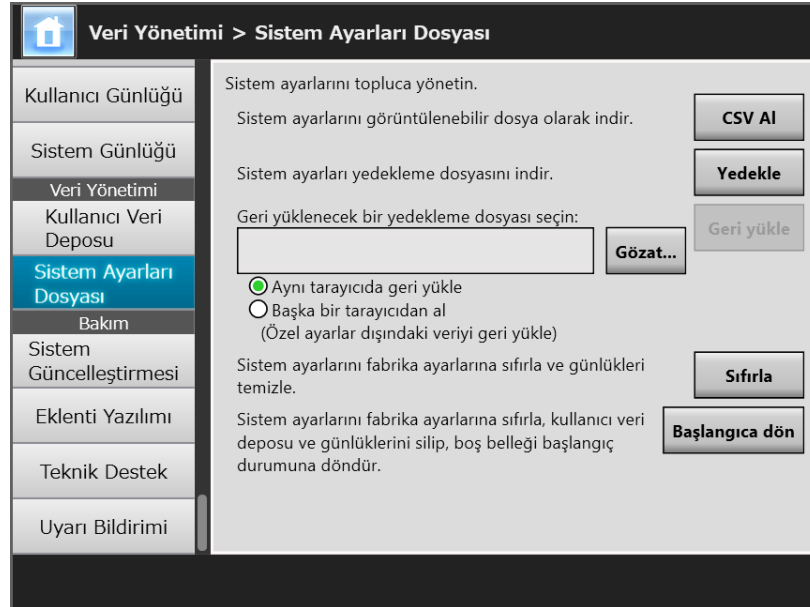 Veri Yönetimi > Sistem Ayarları Dosyası
Kullanıcı Günlüğü
Sistem Günlüğü
Veri Yönetimi
Kullanıcı Veri
Deposu
Sistem Ayarları
Dosyası
Bakım
Sistem
Güncelleştirmesi
Eklenti Yazılımı
Teknik Destek
Uyarı Bildirimi
Sistem ayarlarını topluca yönetin.
Sistem ayarlarını görüntülenebilir dosya olarak indir.
CSV Al
Sistem ayarları yedekleme dosyasını indir.
Yedekle
Geri yüklenecek bir yedekleme dosyası seçin:
Geri yükle
Gözat...
Aynı tarayıcıda geri yükle
Başka bir tarayıcıdan al
(Özel ayarlar dışındaki veriyi geri yükle)
Sistem ayarlarını fabrika ayarlarına sıfırla ve günlükleri
temizle.
Sıfırla
Sistem ayarlarını fabrika ayarlarına sıfırla, kullanıcı veri
deposu ve günlüklerini silip, boş belleği başlangıç
durumuna döndür.
Başlangıca dön